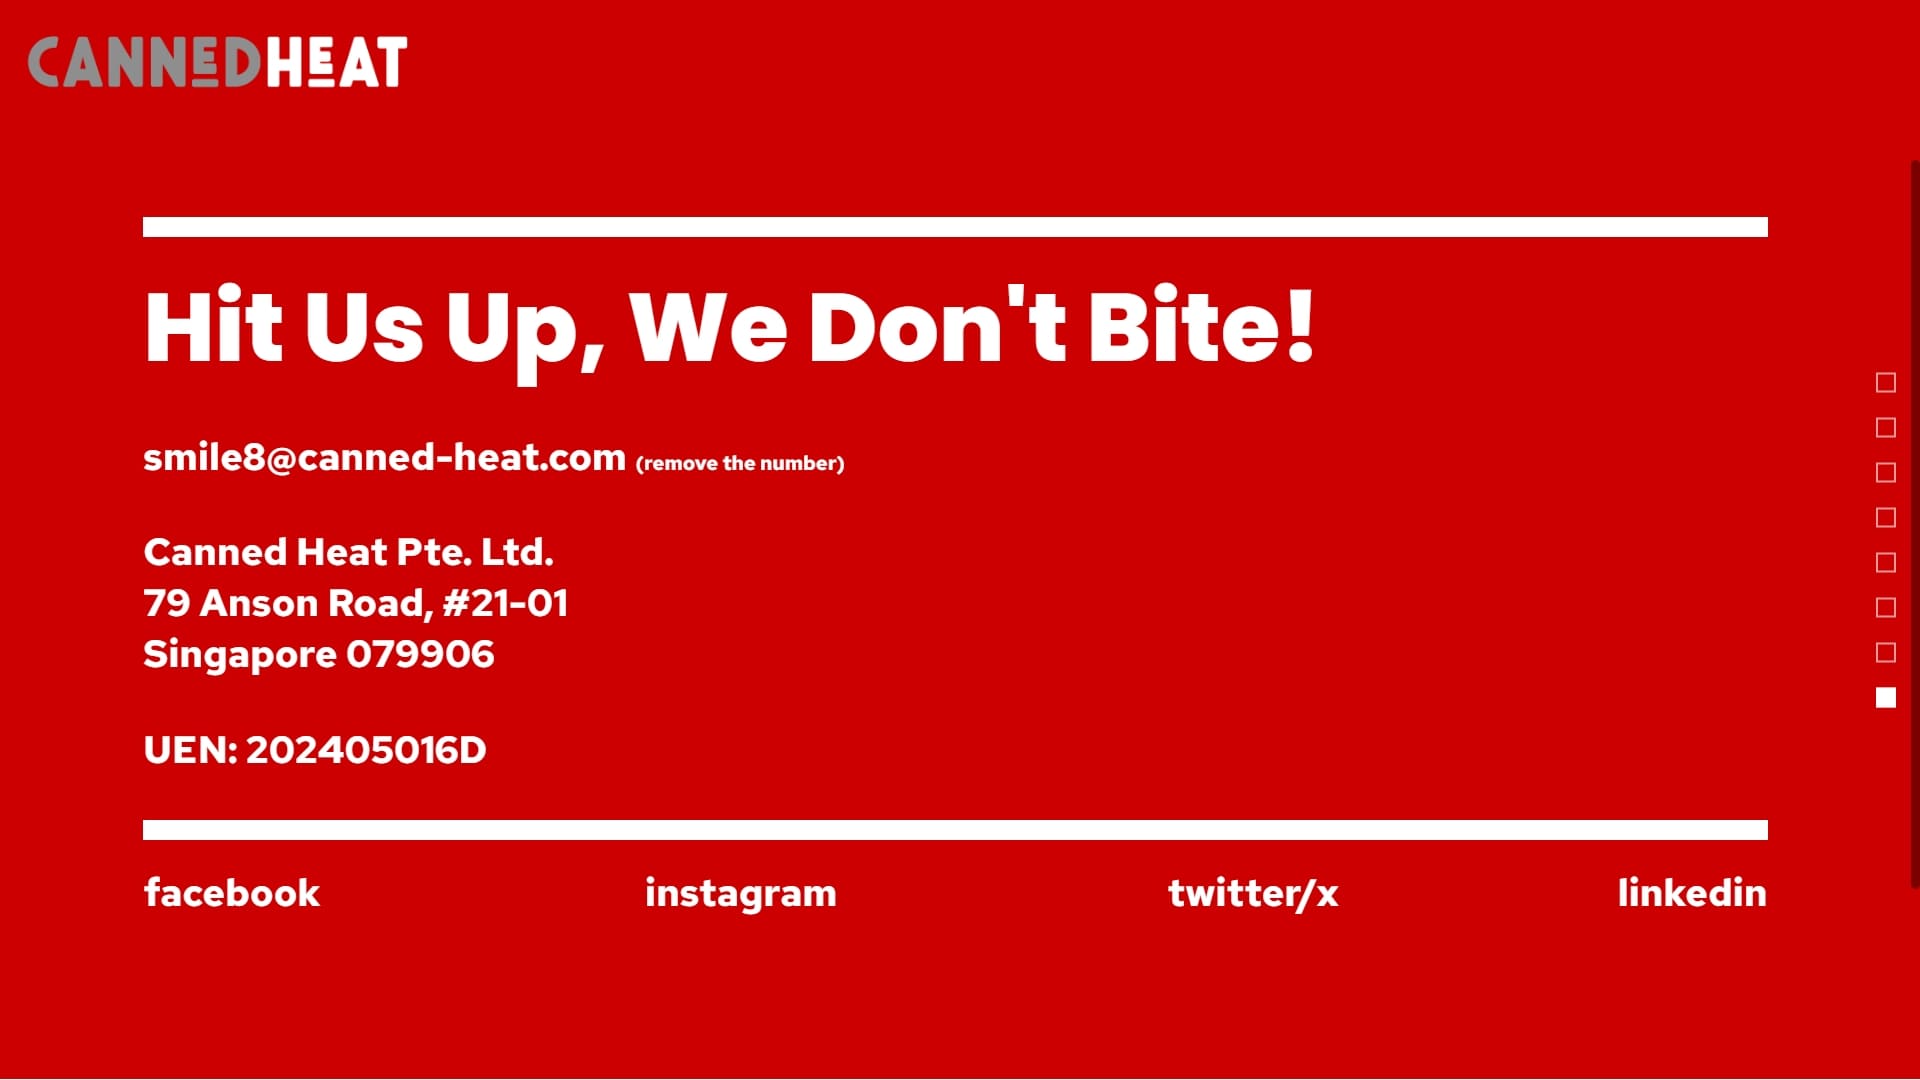 CANNEDHEAT
Hit Us Up, We Don't Bite!
smile8@canned-heat.com (remove the number)
Canned Heat Pte. Ltd.
79 Anson Road, #21-01
Singapore 079906
UEN: 202405016D
facebook instagram twitter/x linkedin